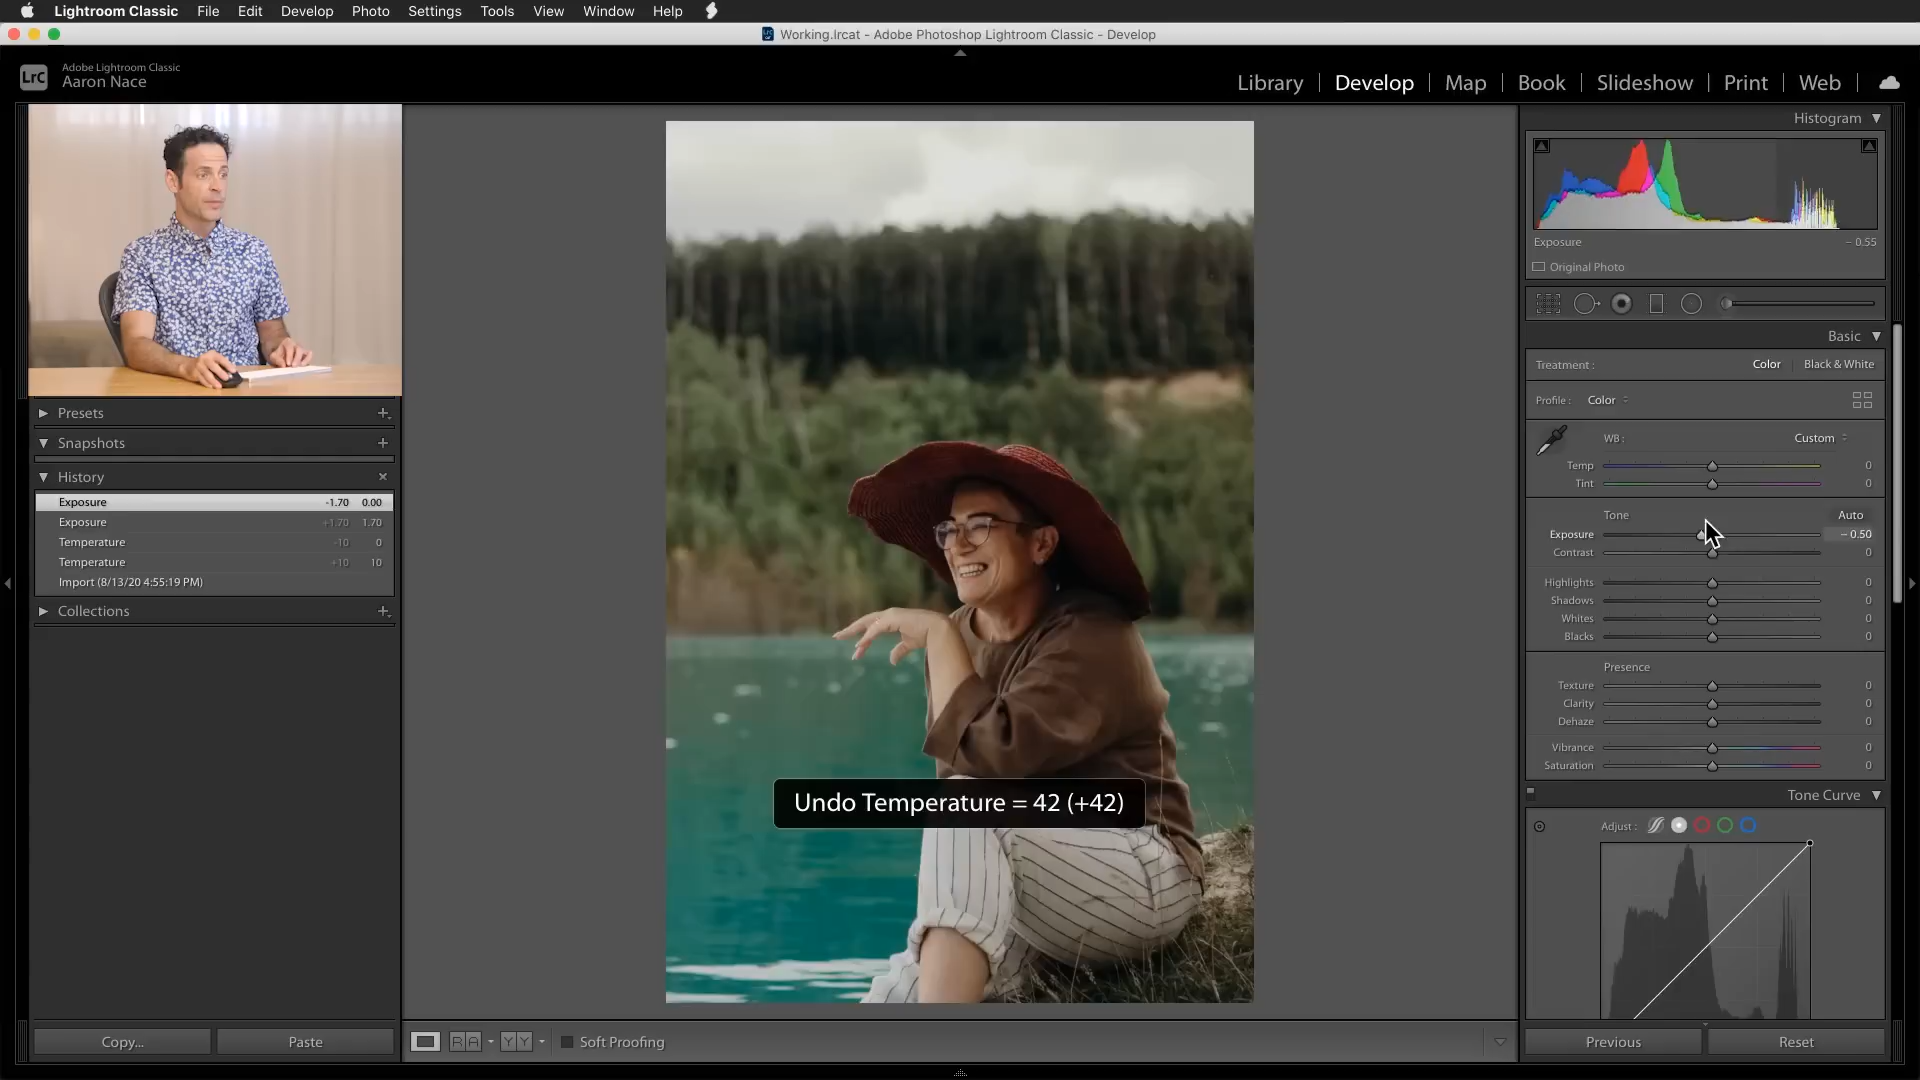 Lightroom Classic File Edit Develop Photo Settings Tools View Window Help
Working.lrcat - Adobe Photoshop Lightroom Classic - Develop
LrC
Adobe Lightroom Classic
Aaron Nace
Library Develop Map Book Slideshow Print Web
Histogram
Exposure – 0.55
Original Photo
Basic
Treatment : Color Black & White
Profile : Color
WB : Custom
Temp 0
Tint 0
Tone Auto
Exposure – 0.50
Contrast 0
Highlights 0
Shadows 0
Whites 0
Blacks 0
Presence
Texture 0
Clarity 0
Dehaze 0
Vibrance 0
Saturation 0
Tone Curve
Adjust :
Presets
Snapshots
History
Exposure -1.70 0.00
Exposure +1.70 1.70
Temperature -10 0
Temperature +10 10
Import (8/13/20 4:55:19 PM)
Collections
Undo Temperature = 42 (+42)
Copy... Paste
R A Y Y Soft Proofing
Previous Reset